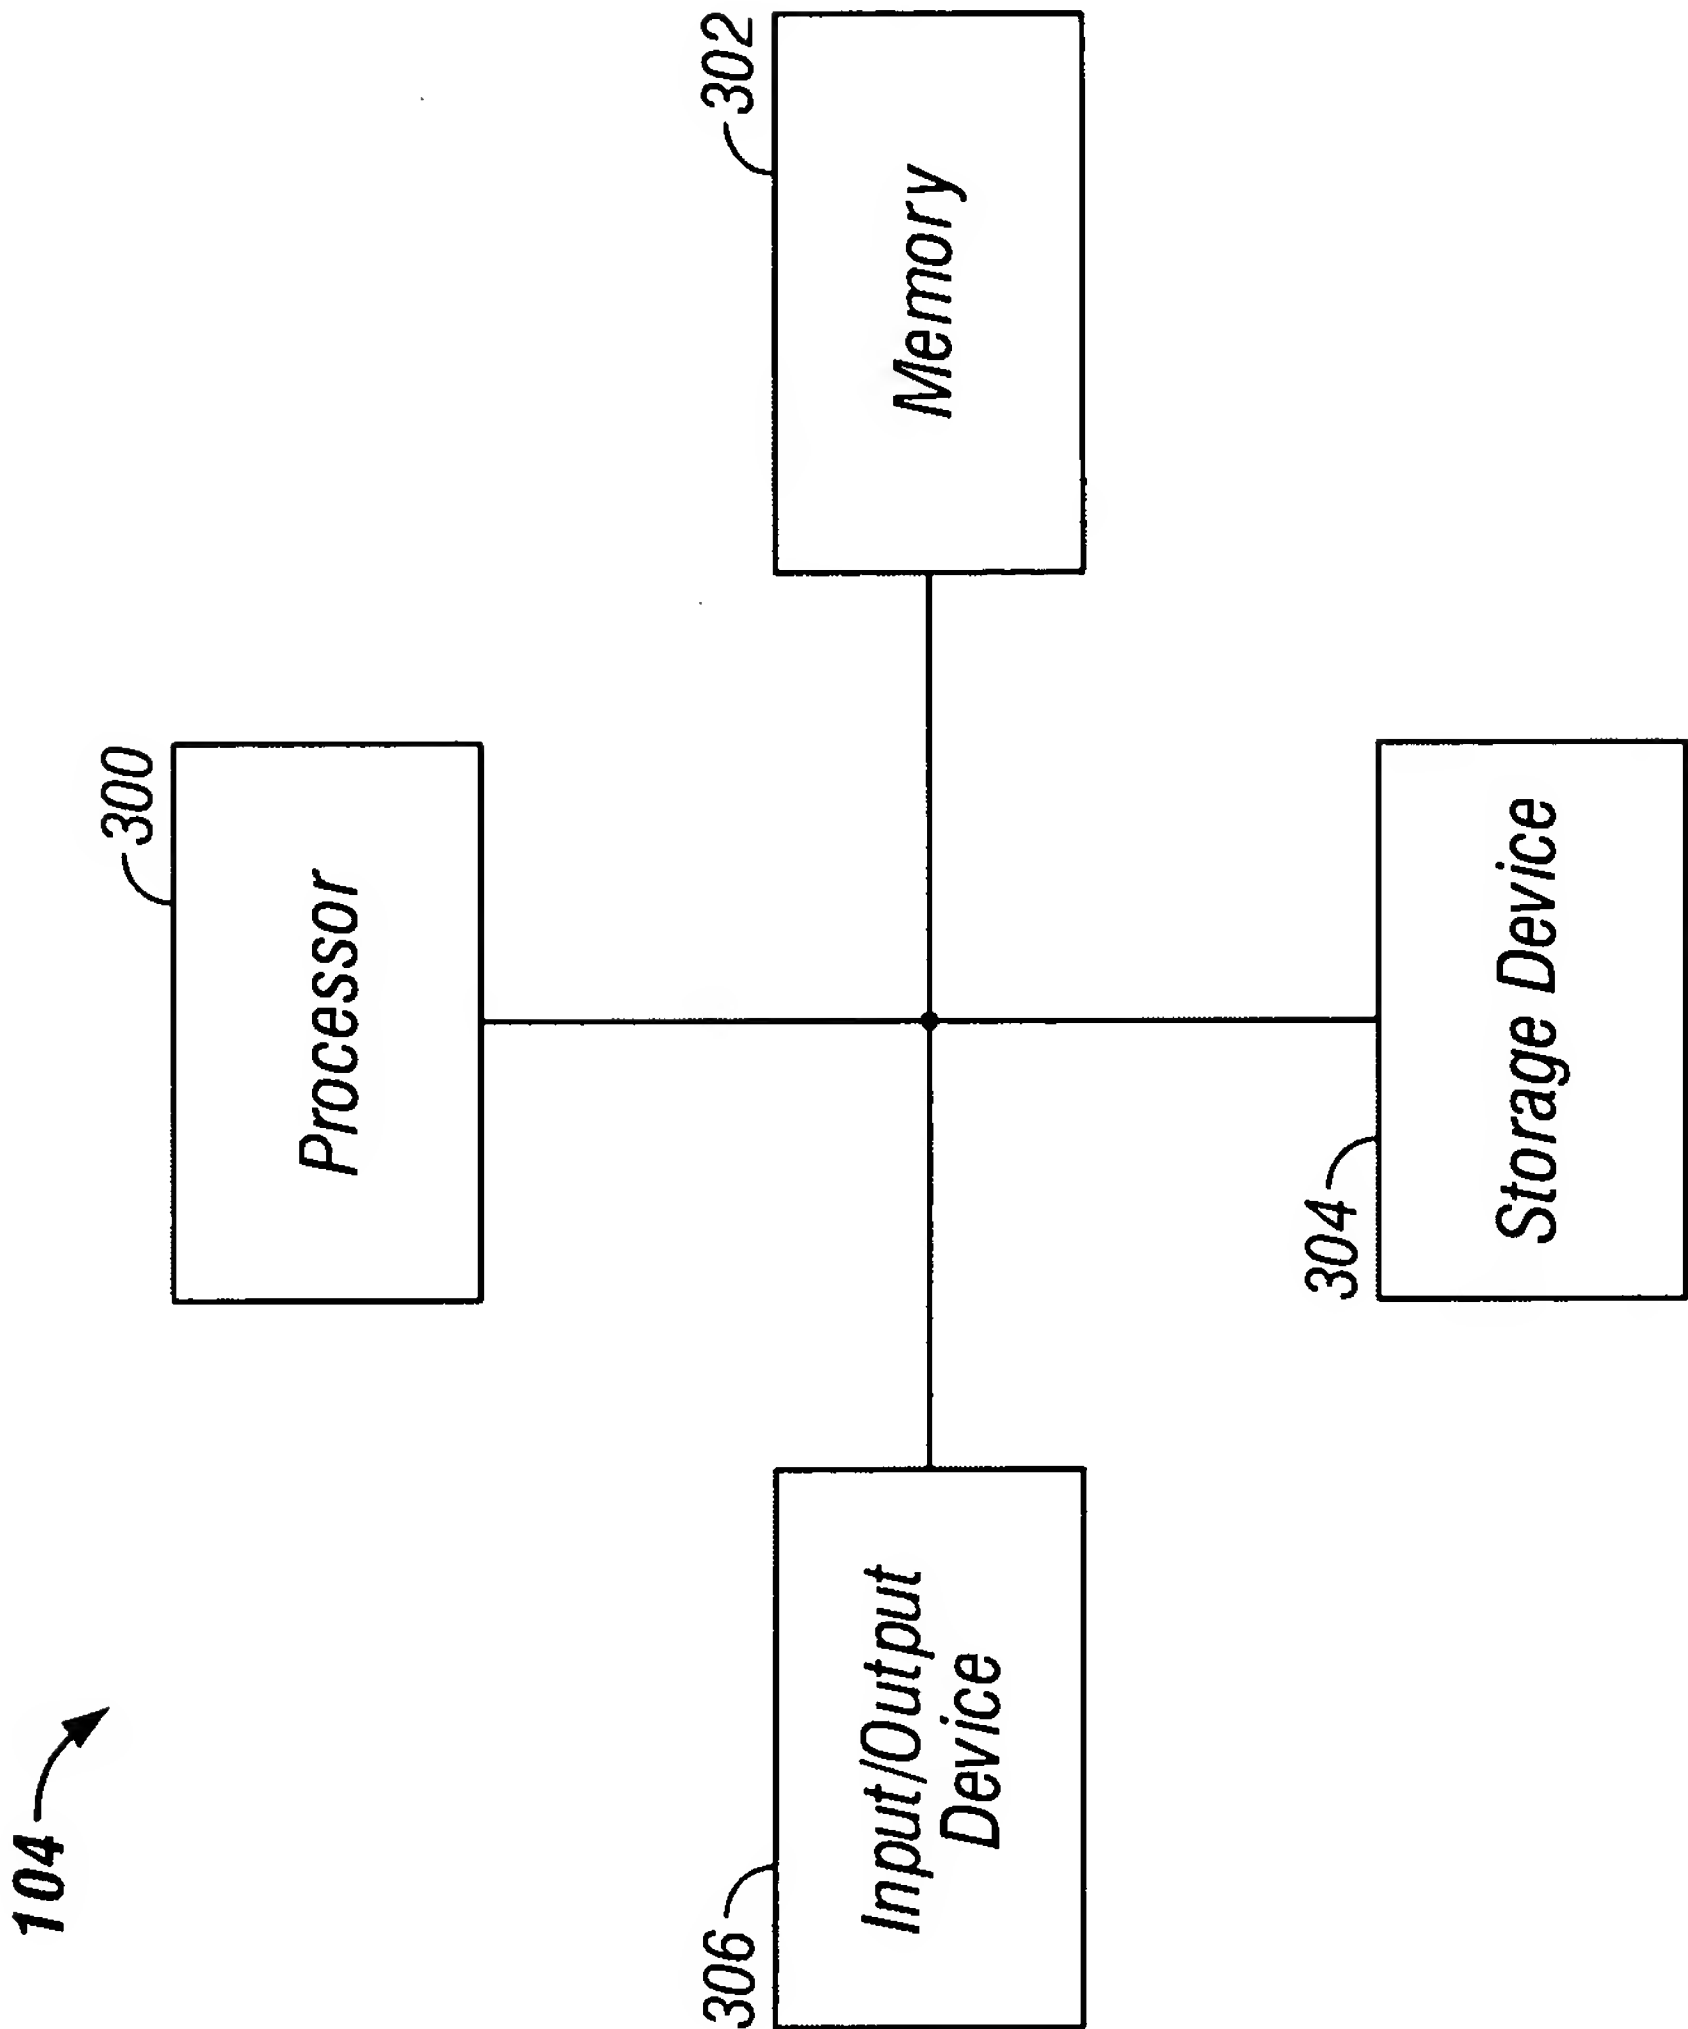 104
300
Processor
306
Input/Output
Device
302
Memory
304
Storage Device